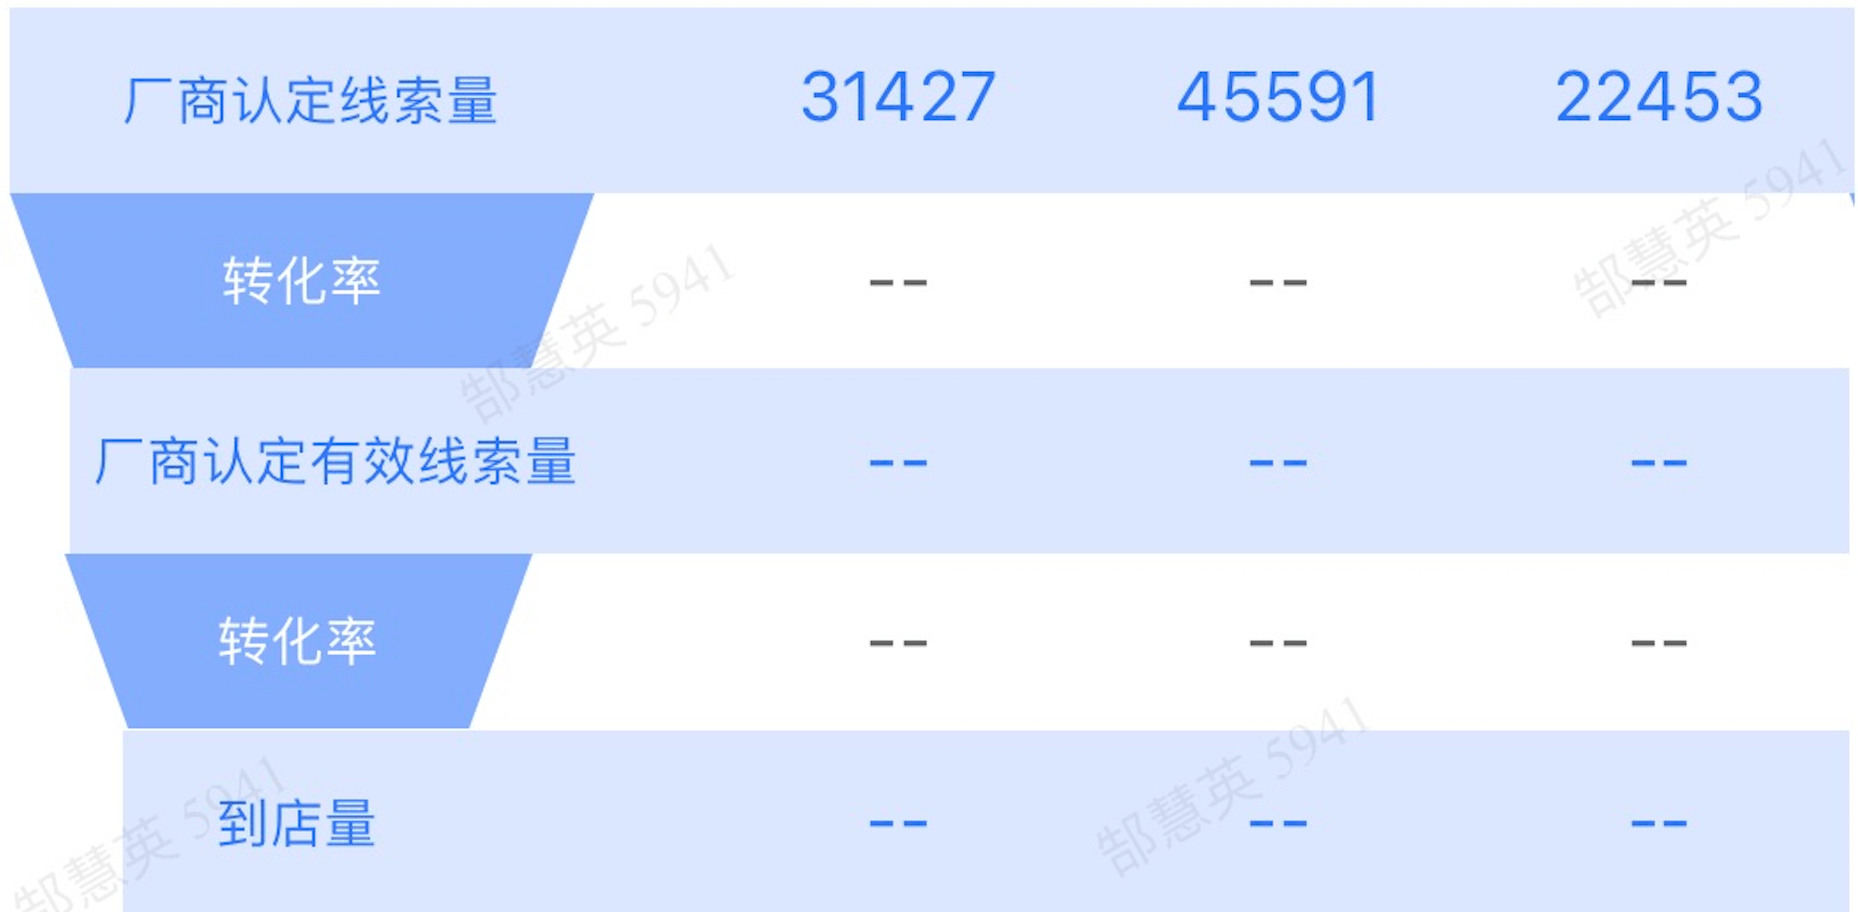 厂商认定线索量 31427 45591 22453
转化率 -- -- --
厂商认定有效线索量 -- -- --
转化率 -- -- --
到店量 -- -- --
郜慧英 5941
郜慧英 5941
郜慧英 5941
郜慧英 5941